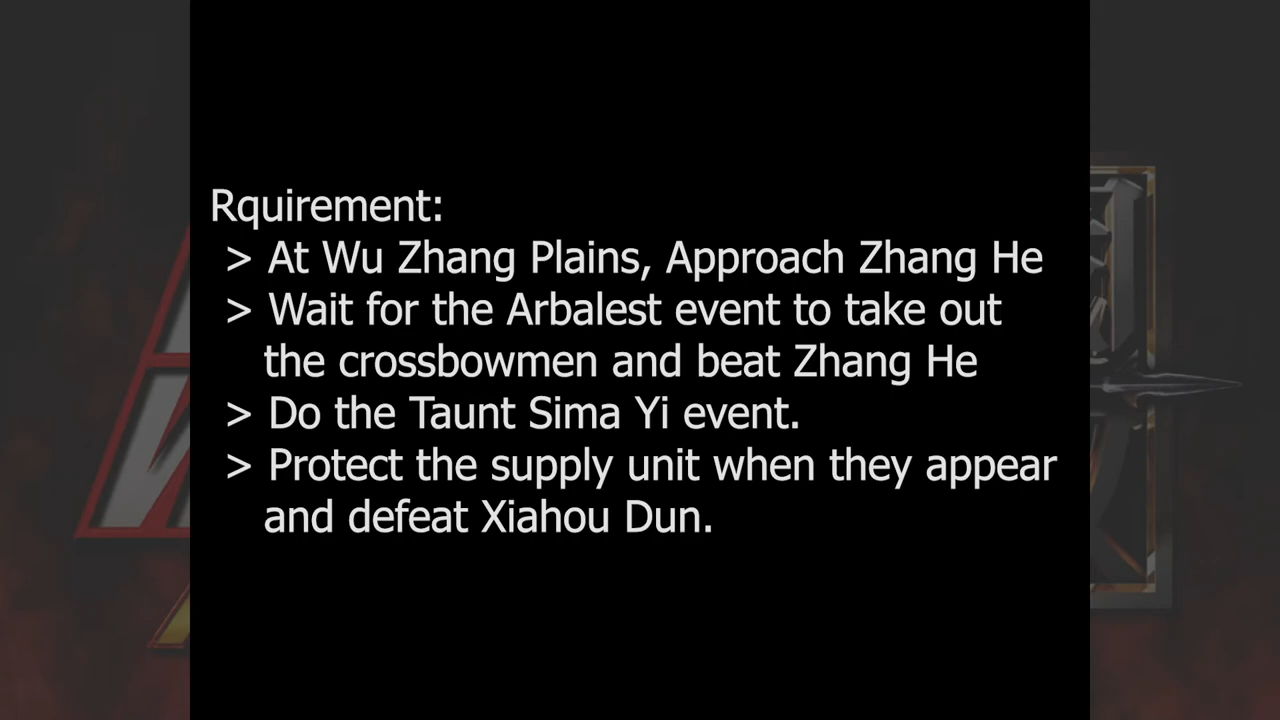 Rquirement:
> At Wu Zhang Plains, Approach Zhang He
> Wait for the Arbalest event to take out
the crossbowmen and beat Zhang He
> Do the Taunt Sima Yi event.
> Protect the supply unit when they appear
and defeat Xiahou Dun.